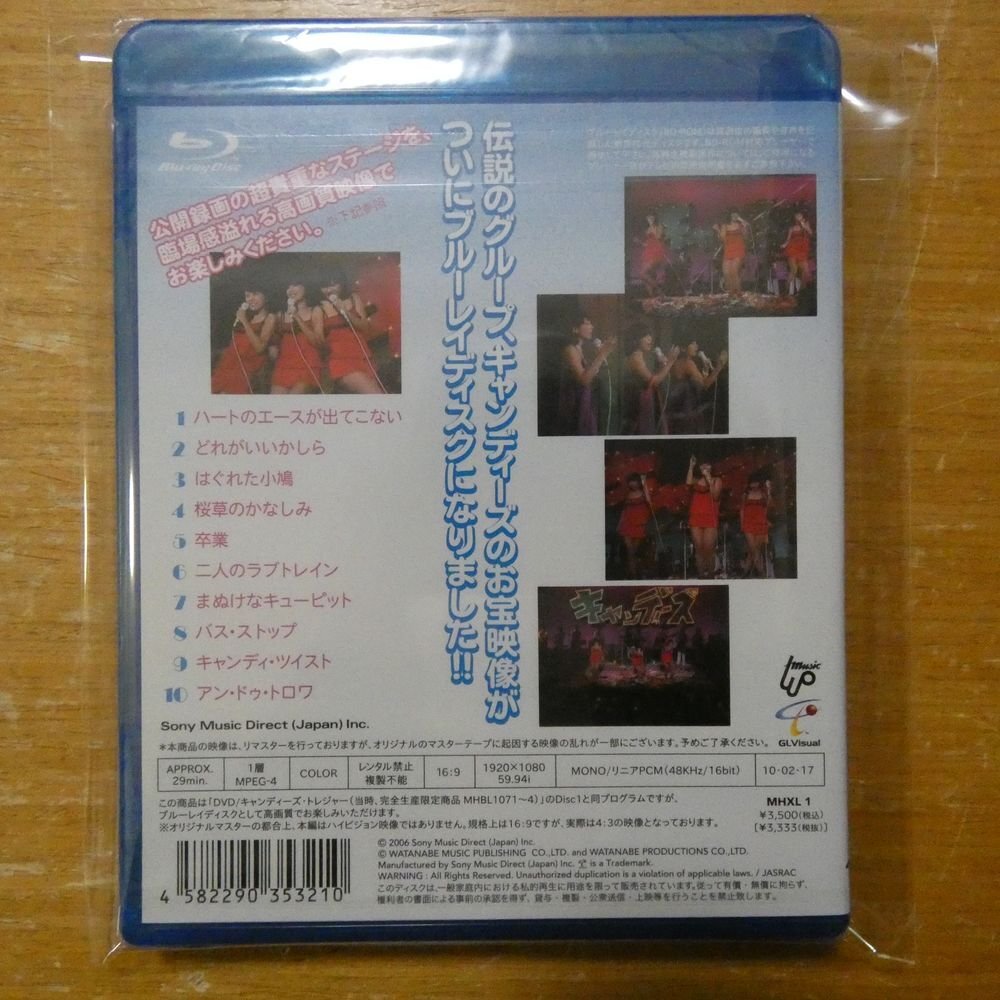 Blu-ray Disc
公開録画の超貴重なステージを、
臨場感溢れる高画質映像で
お楽しみください。
※下記参照
伝説のグループキャンディーズのお宝映像が
ついにブルーレイディスクになりました!!
1 ハートのエースが出てこない
2 どれがいいかしら
3 はぐれた小鳩
4 桜草のかなしみ
5 卒業
6 二人のラブトレイン
7 まぬけなキューピット
8 バス・ストップ
9 キャンディ・ツイスト
10 アン・ドゥ・トロワ
キャンディーズ
music up
GLVisual
Sony Music Direct (Japan) Inc.
*本商品の映像は、リマスターを行っておりますが、オリジナルのマスターテープに起因する映像の乱れが一部にございます。予めご了承ください。
APPROX. 29min. 1層 MPEG-4 COLOR レンタル禁止 複製不能 16:9 1920×1080 59.94i MONO/リニアPCM(48KHz/16bit) 10·02·17
この商品は「DVD/キャンディーズ・トレジャー(当時、完全生産限定商品 MHBL1071~4)」のDisc1と同プログラムですが、
ブルーレイディスクとして高画質でお楽しみいただけます。
※オリジナルマスターの都合上、本編はハイビジョン映像ではありません。規格上は16:9ですが、実際は4:3の映像となっております。
MHXL 1
¥3,500(税込)
[¥3,333(税抜)]
4 582290 353210
© 2006 Sony Music Direct (Japan) Inc.
© WATANABE MUSIC PUBLISHING CO.,LTD. and WATANABE PRODUCTIONS CO.,LTD.
Manufactured by Sony Music Direct (Japan) Inc. is a Trademark.
WARNING : All Rights Reserved. Unauthorized duplication is a violation of applicable laws. / JASRAC
このディスクは、一般家庭内における私的再生に用途を限って販売されています。従って有償・無償に拘らず、
権利者の書面による事前の承認を得ず、貸与・複製・公衆送信・上映等を行うことを禁止致します。